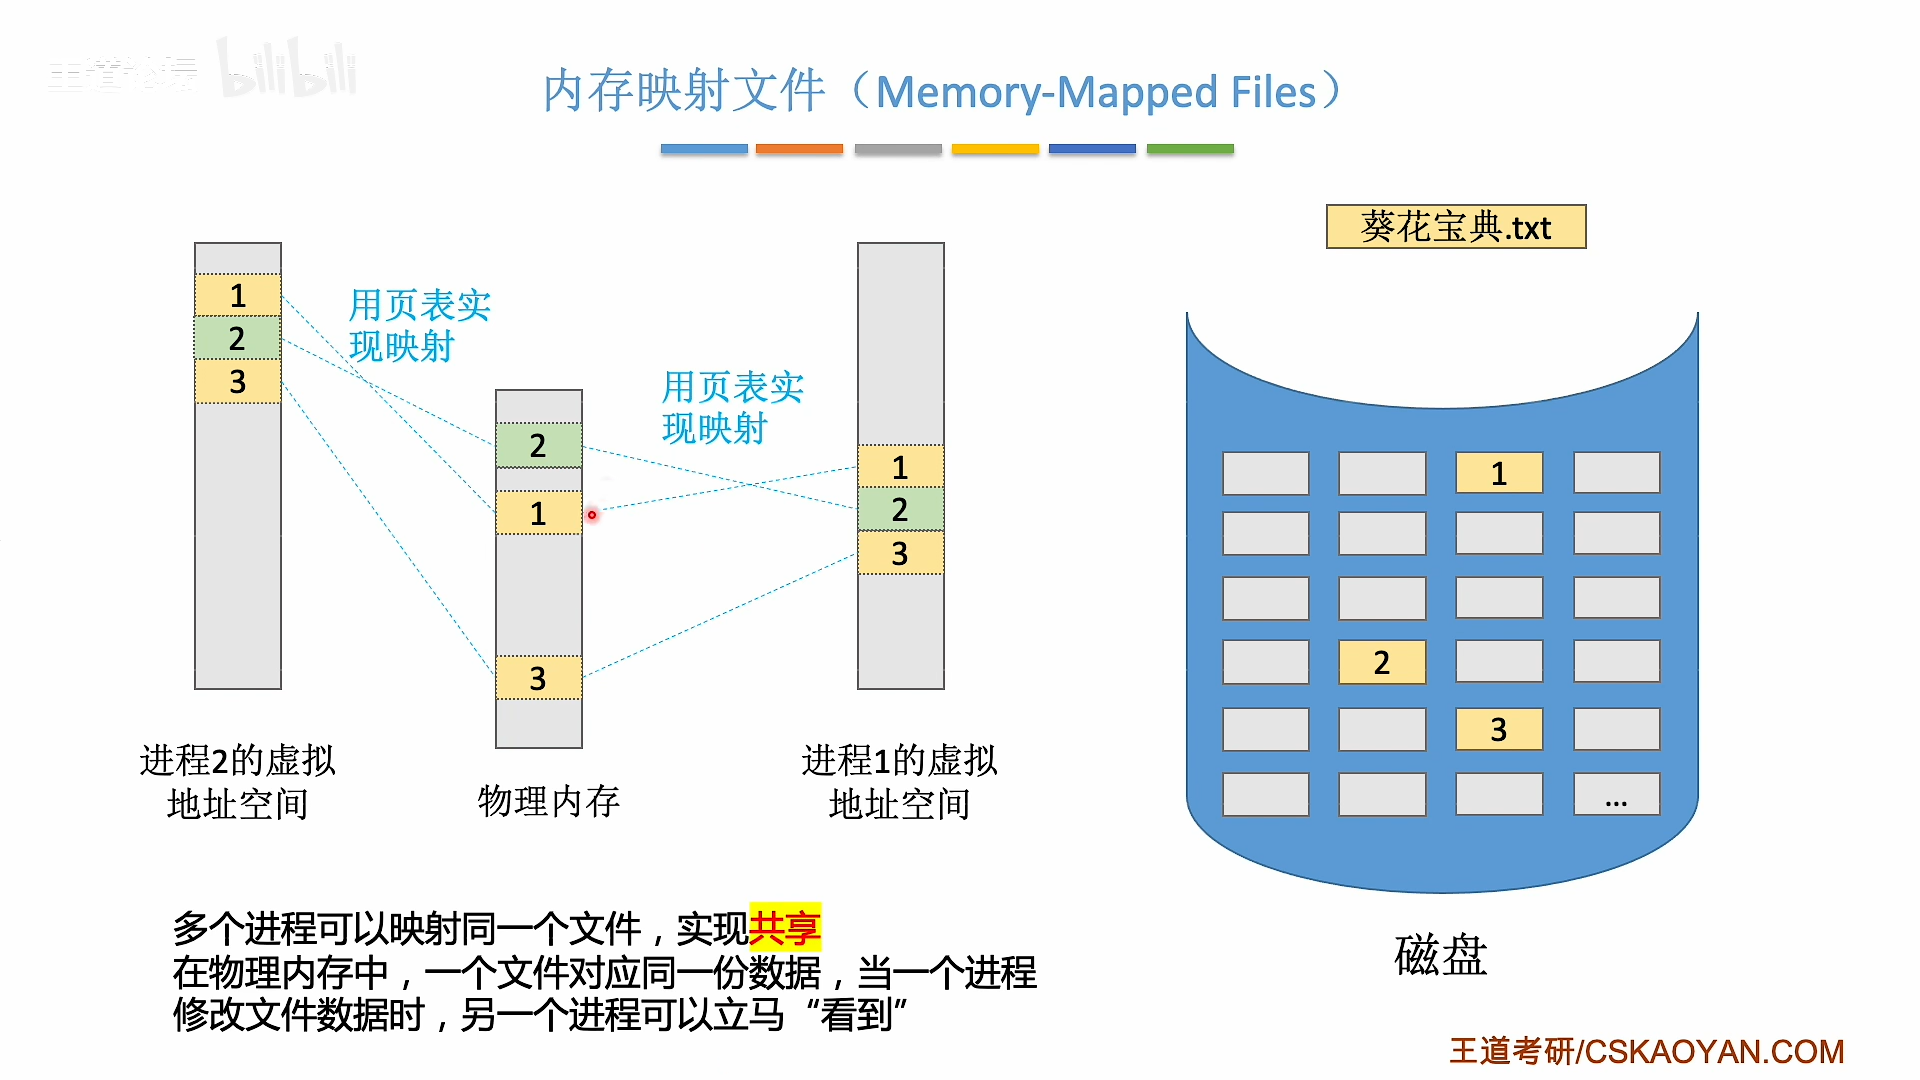 王道论坛 bilibili
内存映射文件（Memory-Mapped Files）
葵花宝典.txt
1
2
3
用页表实
现映射
2
1
3
用页表实
现映射
1
2
3
1
2
3
...
进程2的虚拟
地址空间
物理内存
进程1的虚拟
地址空间
磁盘
多个进程可以映射同一个文件，实现共享
在物理内存中，一个文件对应同一份数据，当一个进程
修改文件数据时，另一个进程可以立马“看到”
王道考研/CSKAOYAN.COM